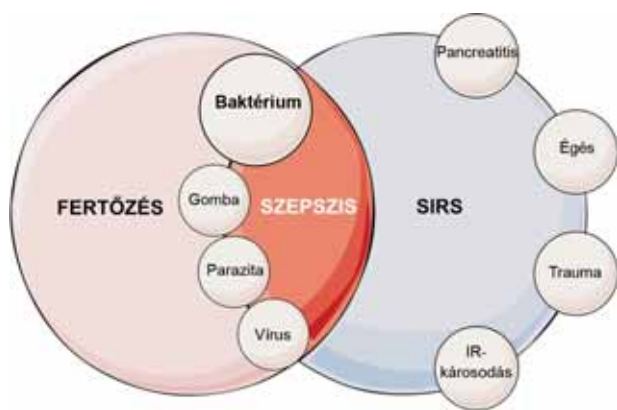 Pancreatitis
Baktérium
Égés
FERTŐZÉS
Gomba
SZEPSZIS
SIRS
Parazita
Trauma
Vírus
IR-
károsodás